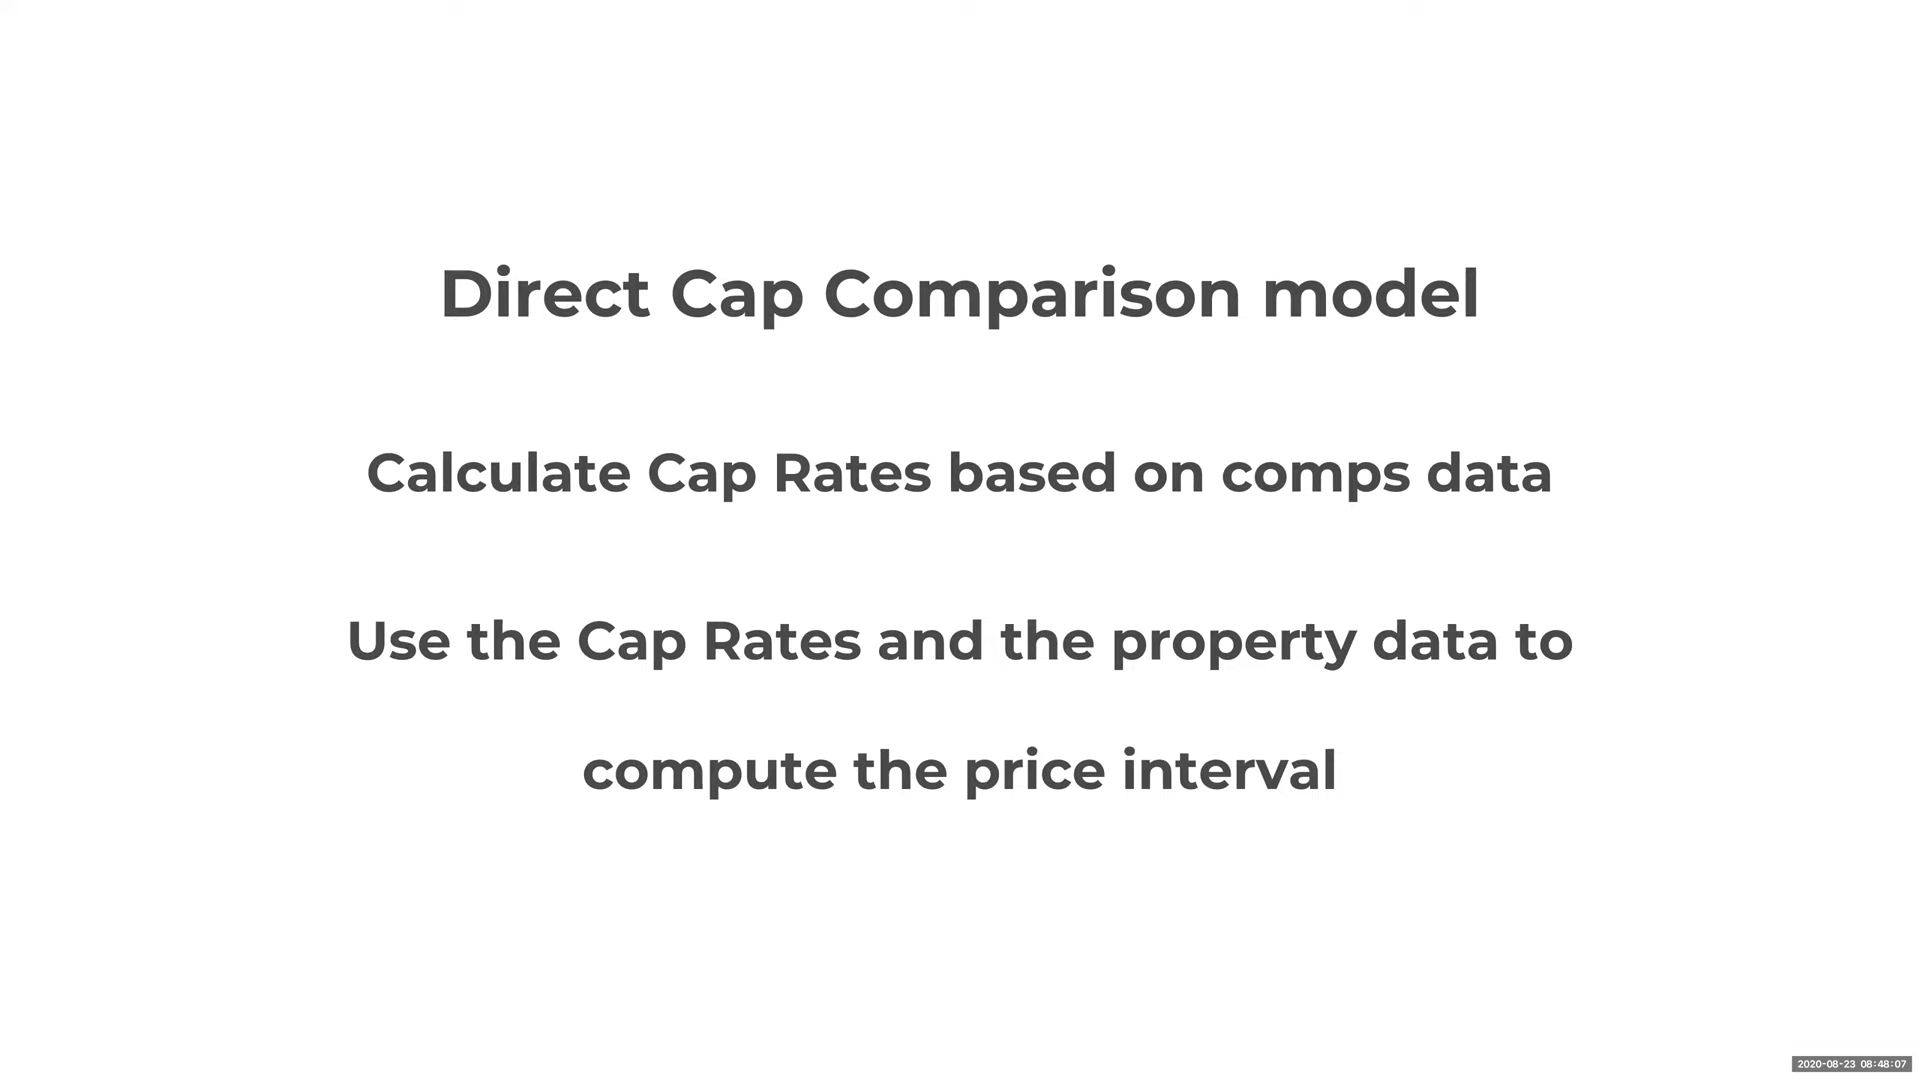 Direct Cap Comparison model
Calculate Cap Rates based on comps data
Use the Cap Rates and the property data to
compute the price interval
2020-08-23 08:48:07